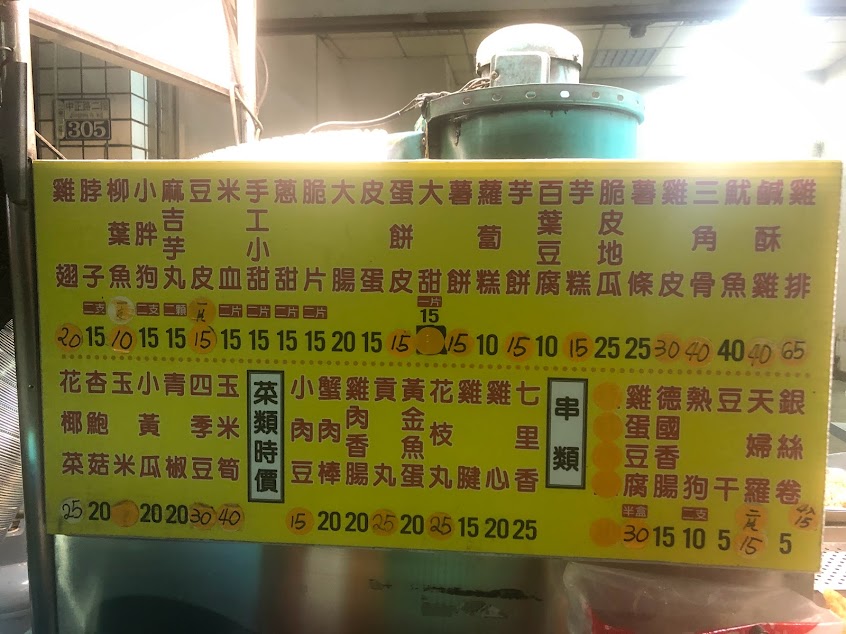 中正路二
305
雞排 65
鹹酥雞 40
魷魚 40
三角骨 40
雞皮 30
薯條 25
脆皮地瓜 25
芋糕 15
百葉豆腐 10
芋餅 15
蘿蔔糕 10
薯餅 15
大甜 一片 15
蛋餅皮 15
皮蛋 15
大腸 20
脆片 二片 15
蔥甜 二片 15
手工小甜 二片 15
米血 二片 15
豆皮 15
麻吉芋丸 二顆 15
小胖狗 二支 15
柳葉魚 10
脖子 二支 15
雞翅 20
銀絲卷 15
5
天婦羅 15
豆干 5
熱狗 二支 10
德國香腸 15
雞蛋豆腐 半盒 30
串類
七里香 25
雞心 20
雞腱 15
花枝丸 25
黃金魚蛋 20
貢丸 25
雞肉香腸 20
蟹肉棒 20
小肉豆 15
菜類時價
玉米筍 40
四季豆 30
青椒 20
小黃瓜 20
玉米
杏鮑菇 20
花椰菜 25